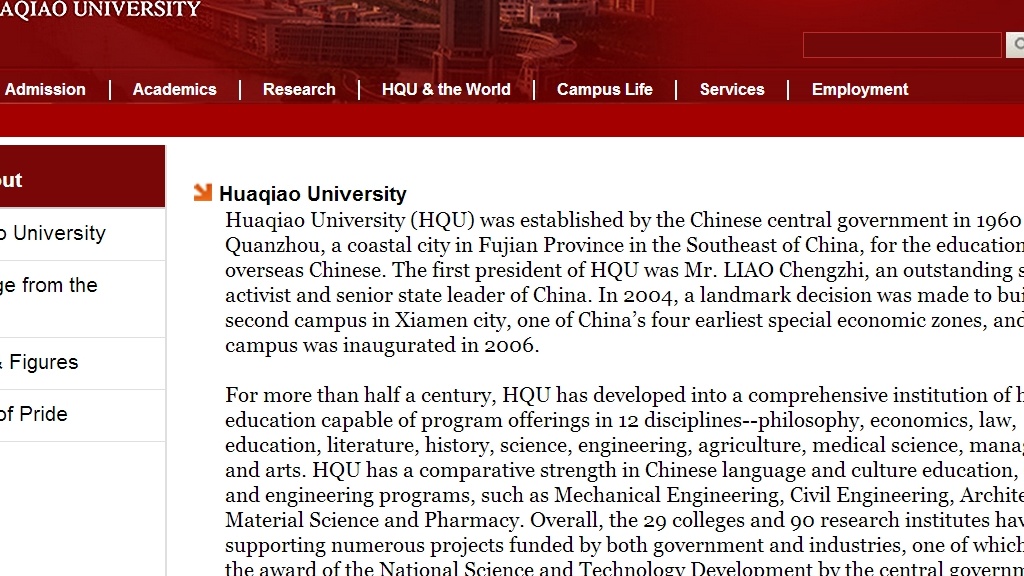 AQIAO UNIVERSITY
Admission
Academics
Research
HQU & the World
Campus Life
Services
Employment
out
o University
ge from the
& Figures
of Pride
Huaqiao University
Huaqiao University (HQU) was established by the Chinese central government in 1960
Quanzhou, a coastal city in Fujian Province in the Southeast of China, for the education
overseas Chinese. The first president of HQU was Mr. LIAO Chengzhi, an outstanding s
activist and senior state leader of China. In 2004, a landmark decision was made to bui
second campus in Xiamen city, one of China’s four earliest special economic zones, and
campus was inaugurated in 2006.
For more than half a century, HQU has developed into a comprehensive institution of h
education capable of program offerings in 12 disciplines--philosophy, economics, law,
education, literature, history, science, engineering, agriculture, medical science, mana
and arts. HQU has a comparative strength in Chinese language and culture education,
and engineering programs, such as Mechanical Engineering, Civil Engineering, Archite
Material Science and Pharmacy. Overall, the 29 colleges and 90 research institutes hav
supporting numerous projects funded by both government and industries, one of which
the award of the National Science and Technology Development by the central governm